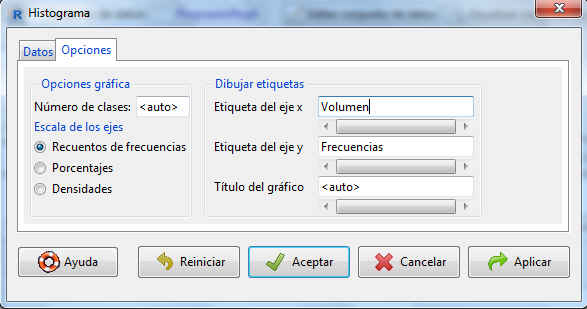 Histograma
Datos
Opciones
Opciones gráfica
Número de clases: <auto>
Escala de los ejes
Recuentos de frecuencias
Porcentajes
Densidades
Dibujar etiquetas
Etiqueta del eje x
Volumen
Etiqueta del eje y
Frecuencias
Título del gráfico
<auto>
Ayuda
Reiniciar
Aceptar
Cancelar
Aplicar